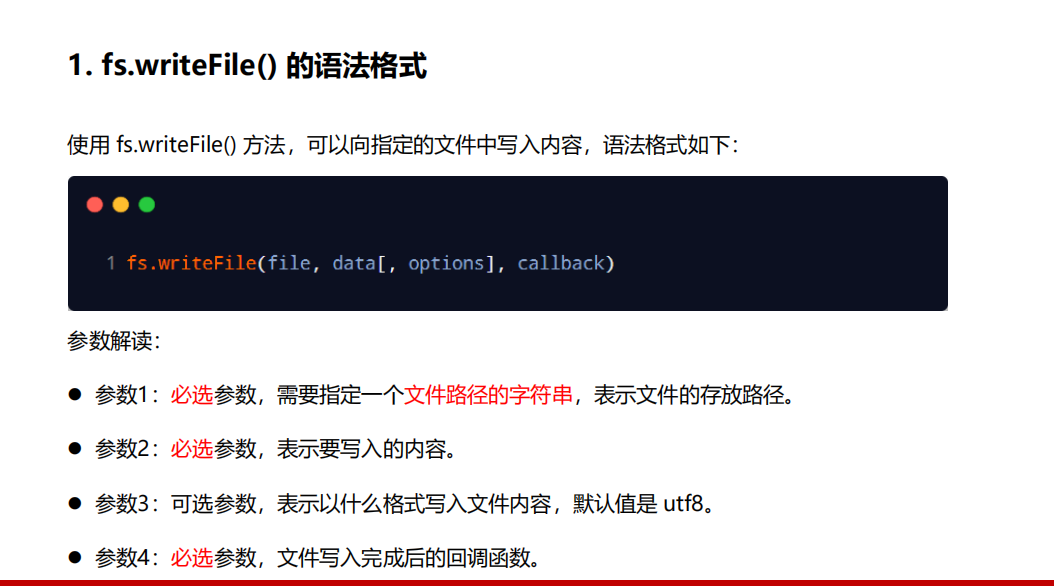 1. fs.writeFile() 的语法格式
使用 fs.writeFile() 方法，可以向指定的文件中写入内容，语法格式如下：
1 fs.writeFile(file, data[, options], callback)
参数解读：
● 参数1：必选参数，需要指定一个文件路径的字符串，表示文件的存放路径。
● 参数2：必选参数，表示要写入的内容。
● 参数3：可选参数，表示以什么格式写入文件内容，默认值是 utf8。
● 参数4：必选参数，文件写入完成后的回调函数。